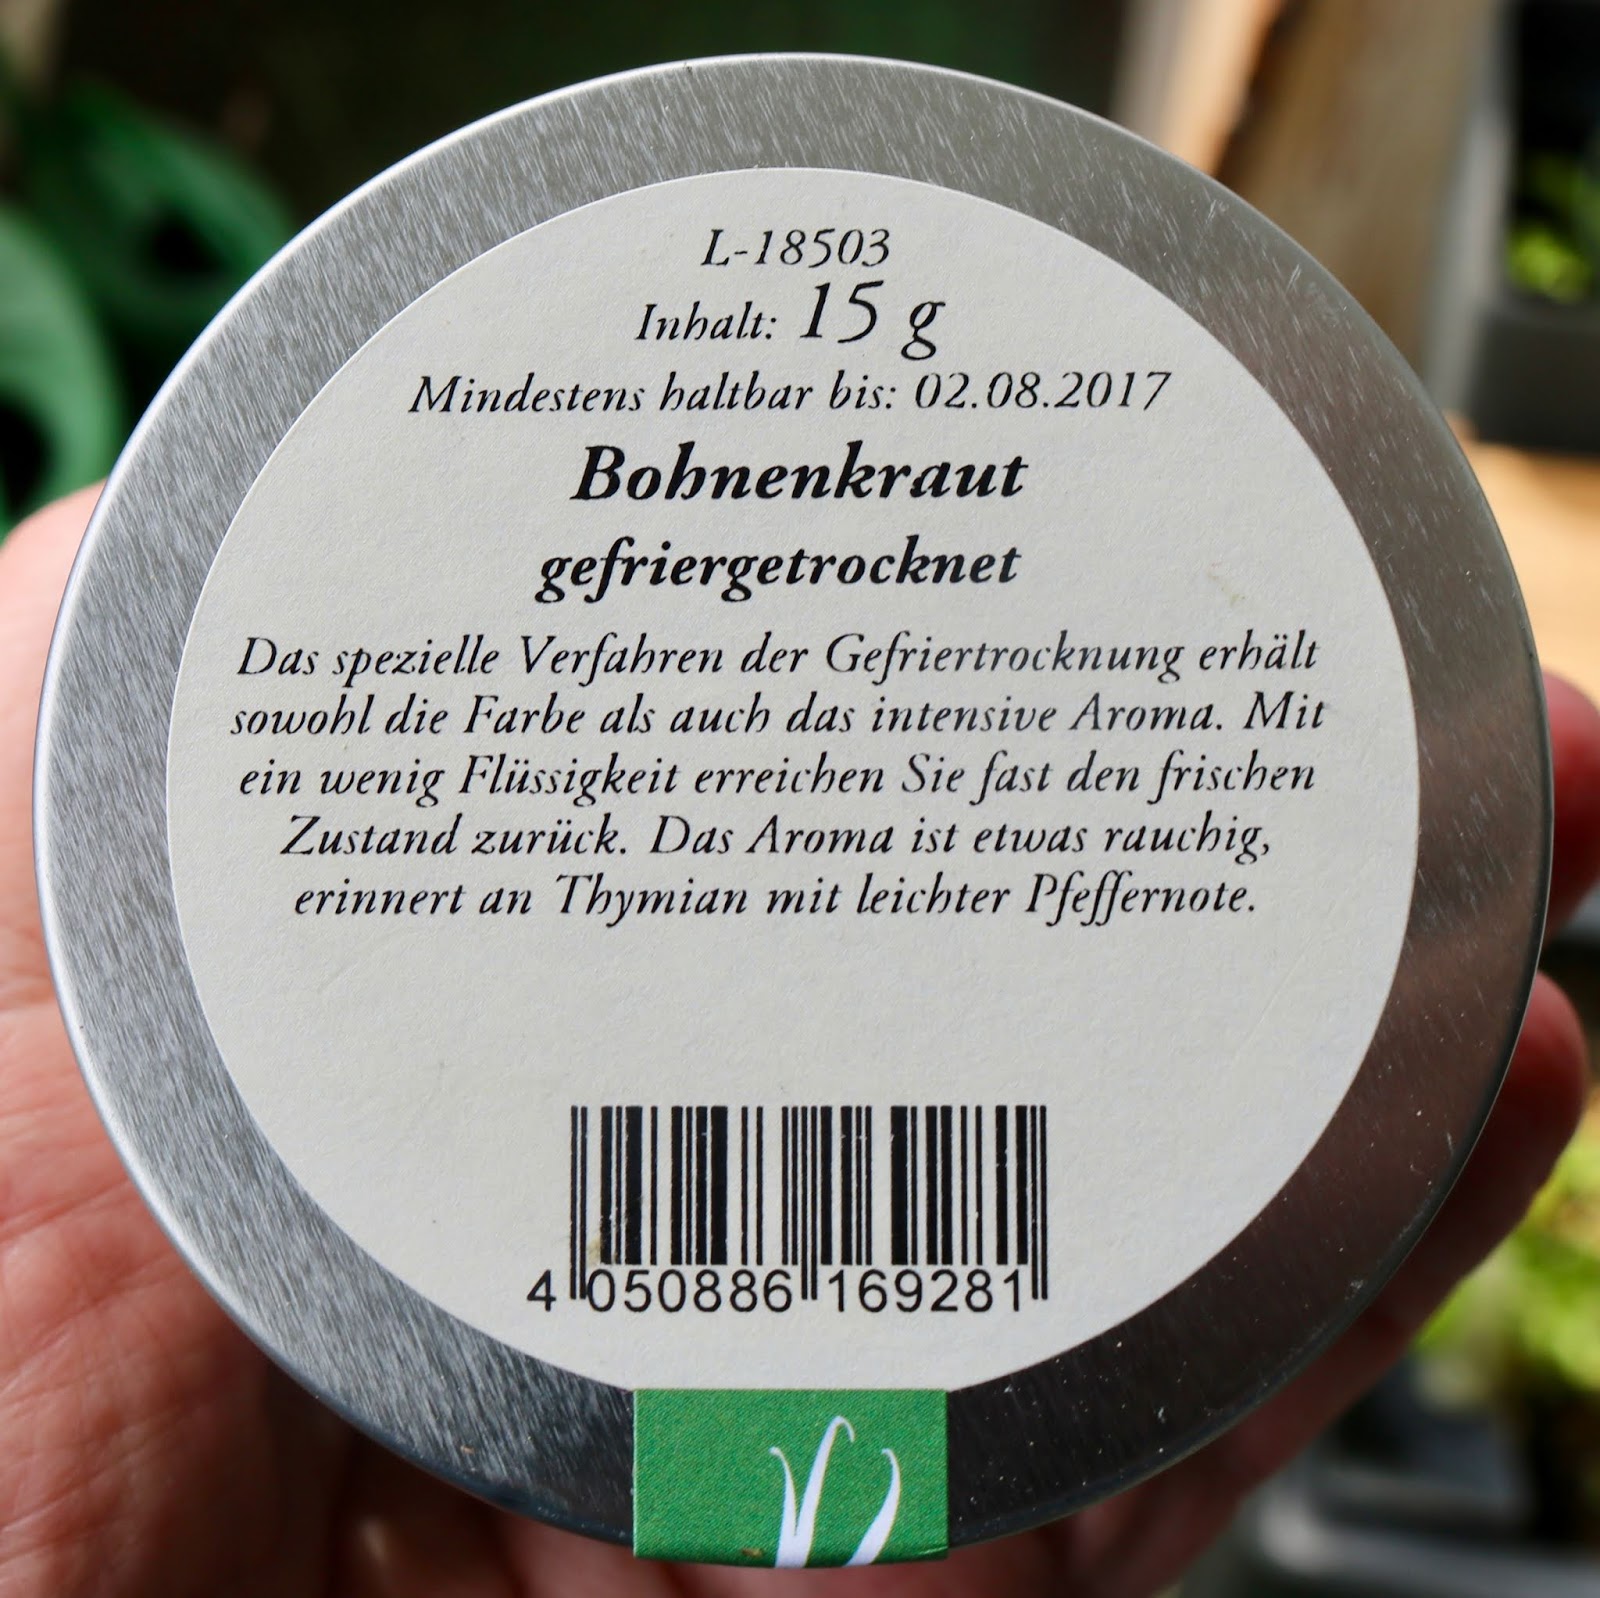 L-18503
Inhalt: 15 g
Mindestens haltbar bis: 02.08.2017
Bohnenkraut
gefriergetrocknet
Das spezielle Verfahren der Gefriertrocknung erhält
sowohl die Farbe als auch das intensive Aroma. Mit
ein wenig Flüssigkeit erreichen Sie fast den frischen
Zustand zurück. Das Aroma ist etwas rauchig,
erinnert an Thymian mit leichter Pfeffernote.
4 050886 169281